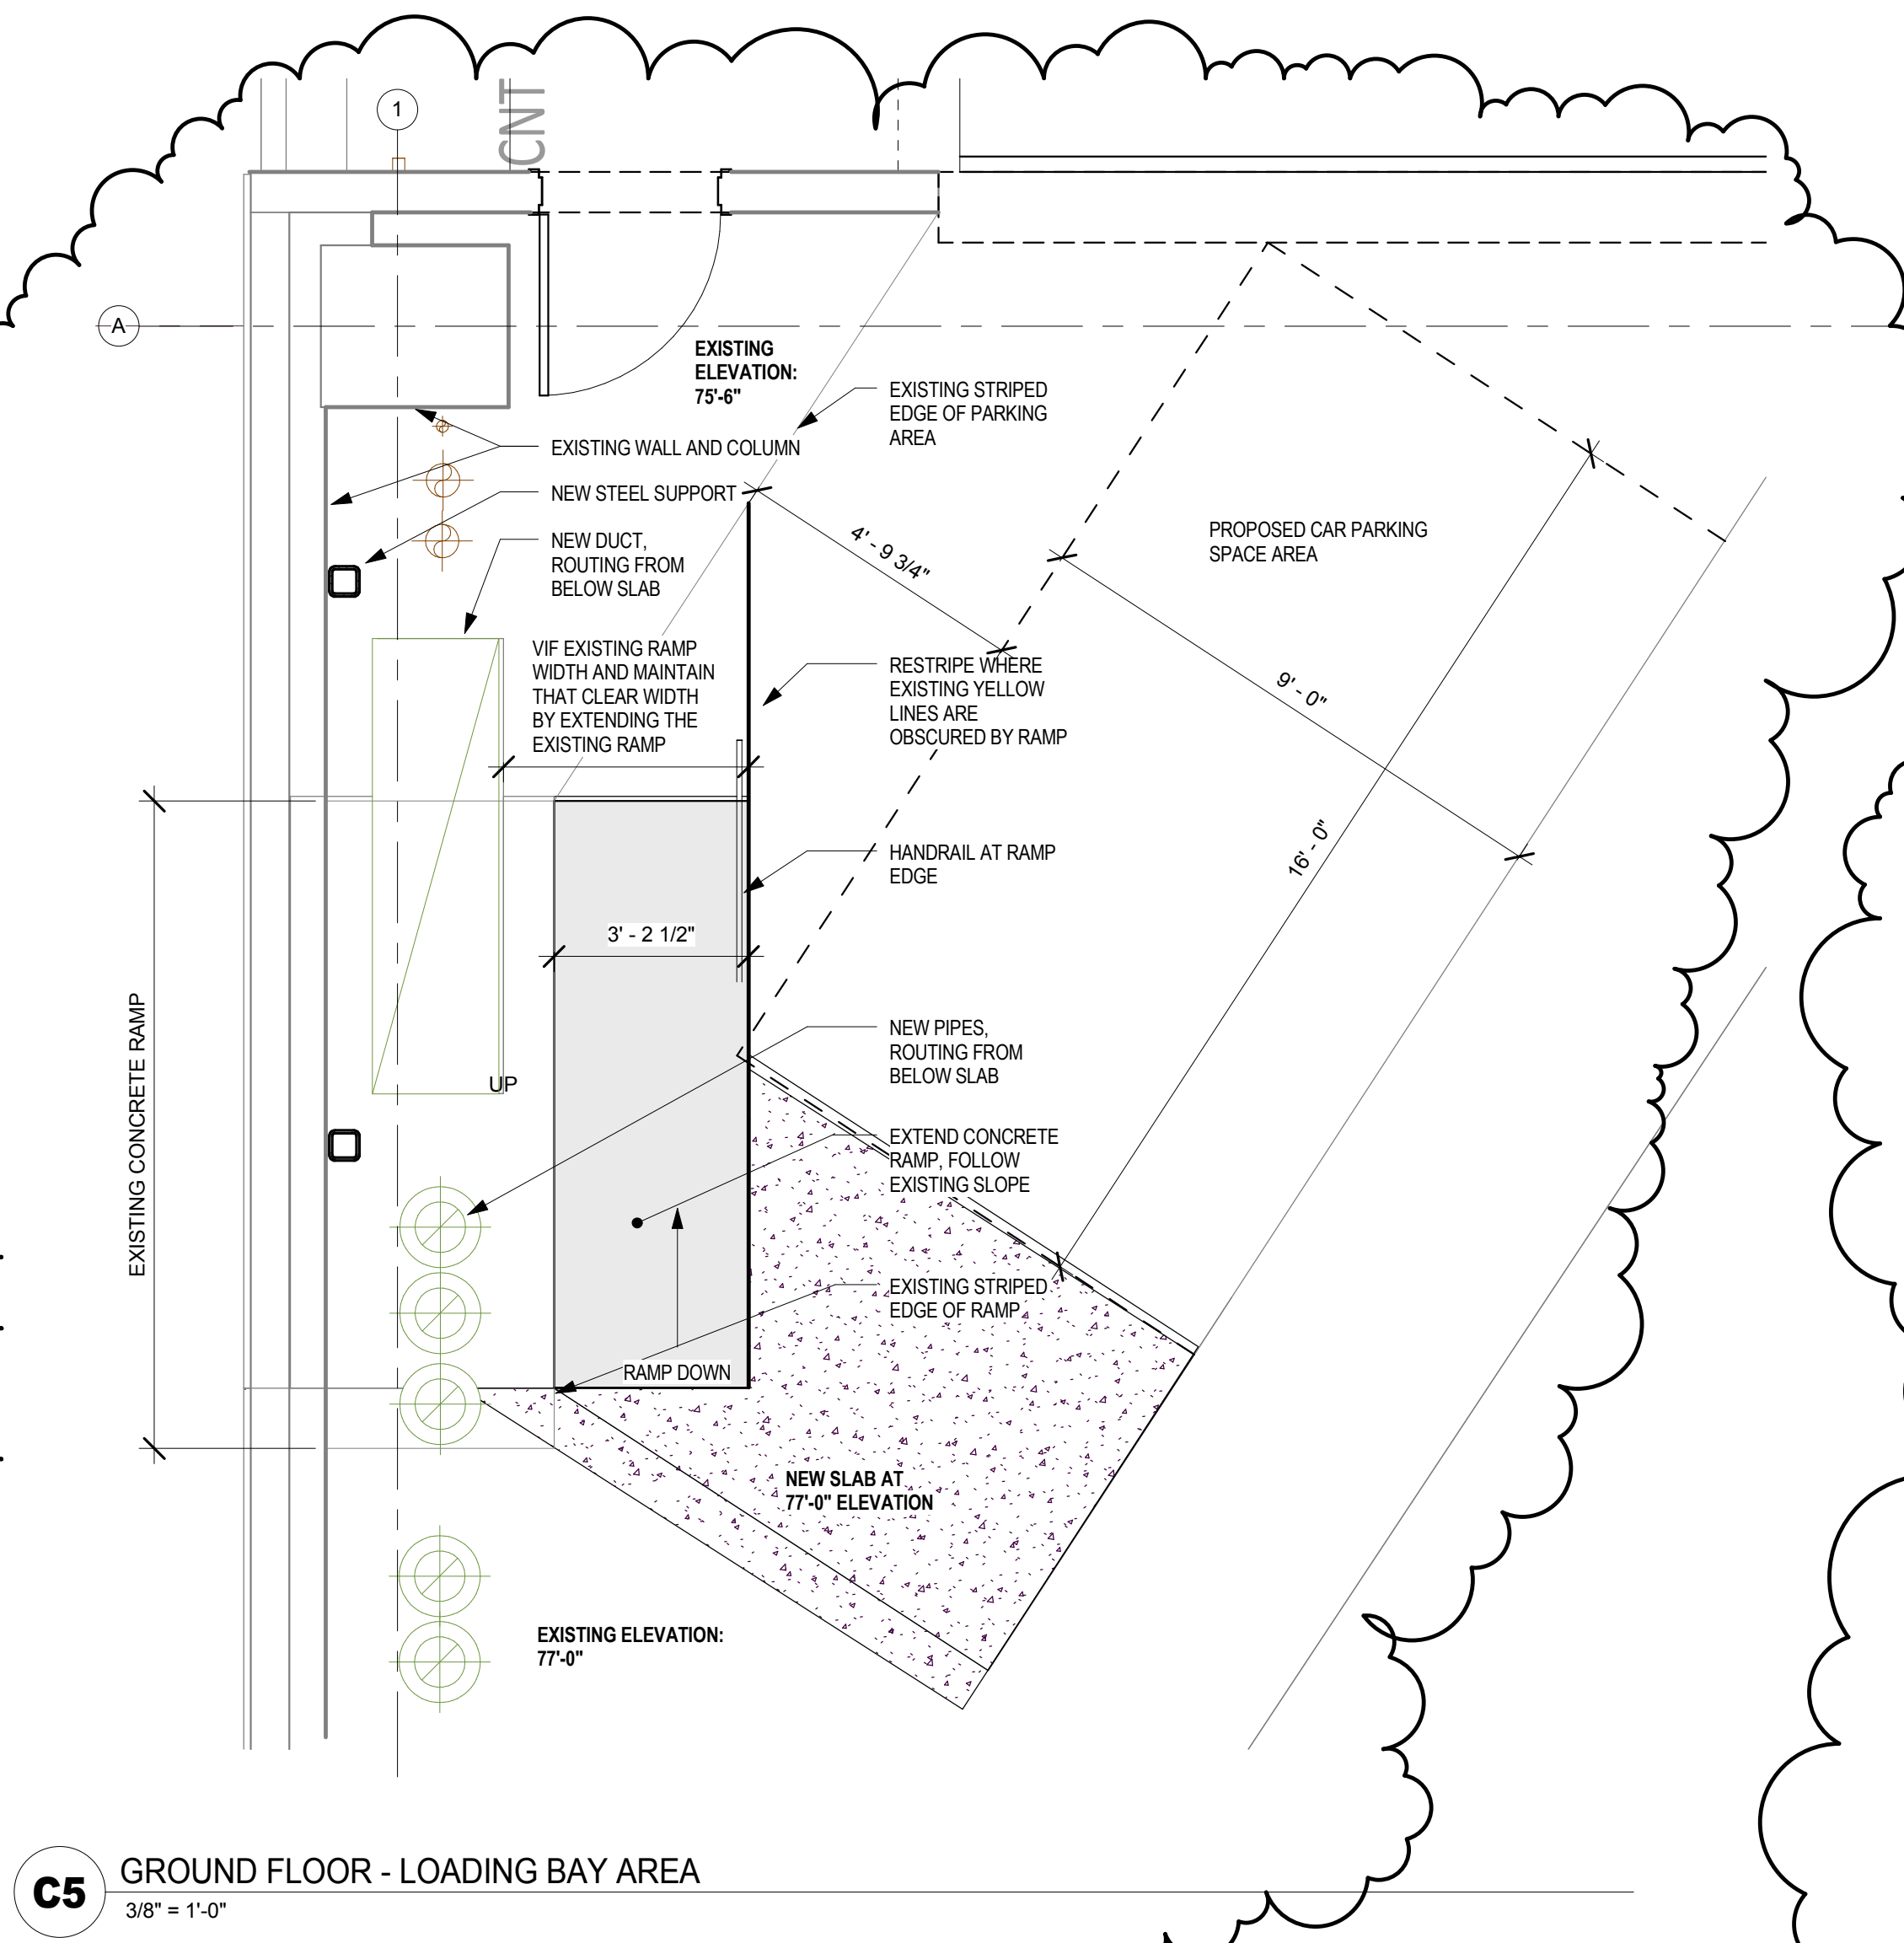 1
CNT
A
EXISTING
ELEVATION:
75'-6"
EXISTING STRIPED
EDGE OF PARKING
AREA
EXISTING WALL AND COLUMN
NEW STEEL SUPPORT
NEW DUCT,
ROUTING FROM
BELOW SLAB
4' - 9 3/4"
PROPOSED CAR PARKING
SPACE AREA
VIF EXISTING RAMP
WIDTH AND MAINTAIN
THAT CLEAR WIDTH
BY EXTENDING THE
EXISTING RAMP
RESTRIPE WHERE
EXISTING YELLOW
LINES ARE
OBSCURED BY RAMP
9' - 0"
16' - 0"
HANDRAIL AT RAMP
EDGE
3' - 2 1/2"
EXISTING CONCRETE RAMP
UP
NEW PIPES,
ROUTING FROM
BELOW SLAB
EXTEND CONCRETE
RAMP, FOLLOW
EXISTING SLOPE
EXISTING STRIPED
EDGE OF RAMP
RAMP DOWN
NEW SLAB AT
77'-0" ELEVATION
EXISTING ELEVATION:
77'-0"
C5
GROUND FLOOR - LOADING BAY AREA
3/8" = 1'-0"